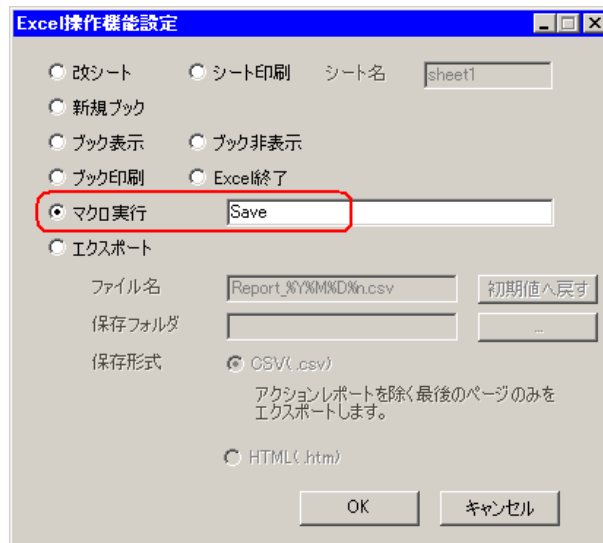 Excel操作機能設定
改シート シート印刷 シート名 sheet1
新規ブック
ブック表示 ブック非表示
ブック印刷 Excel終了
マクロ実行 Save
エクスポート
ファイル名 Report_%Y%M%D%n.csv 初期値へ戻す
保存フォルダ ...
保存形式 CSV(.csv)
アクションレポートを除く最後のページのみを
エクスポートします。
HTML(.htm)
OK キャンセル